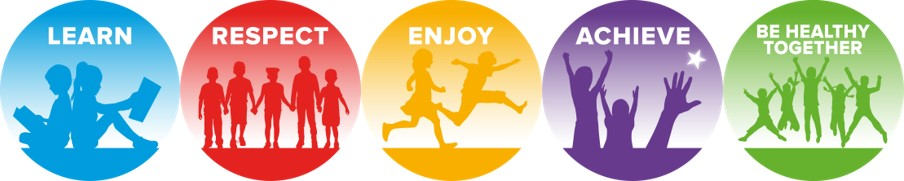 LEARN
RESPECT
ENJOY
ACHIEVE
BE HEALTHY
TOGETHER